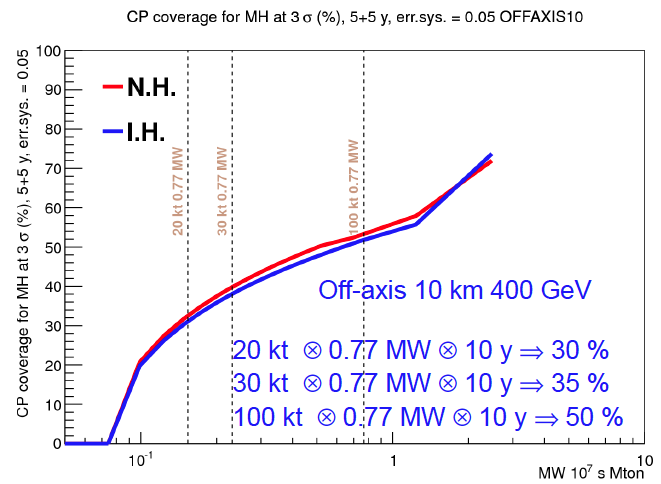 CP coverage for MH at 3 σ (%), 5+5 y, err.sys. = 0.05 OFFAXIS10
CP coverage for MH at 3 σ (%), 5+5 y, err.sys. = 0.05
100
90
80
70
60
50
40
30
20
10
0
N.H.
I.H.
20 kt 0.77 MW
30 kt 0.77 MW
100 kt 0.77 MW
Off-axis 10 km 400 GeV
20 kt ⊗ 0.77 MW ⊗ 10 y ⇒ 30 %
30 kt ⊗ 0.77 MW ⊗ 10 y ⇒ 35 %
100 kt ⊗ 0.77 MW ⊗ 10 y ⇒ 50 %
10⁻¹ 1 10
MW 10⁷ s Mton